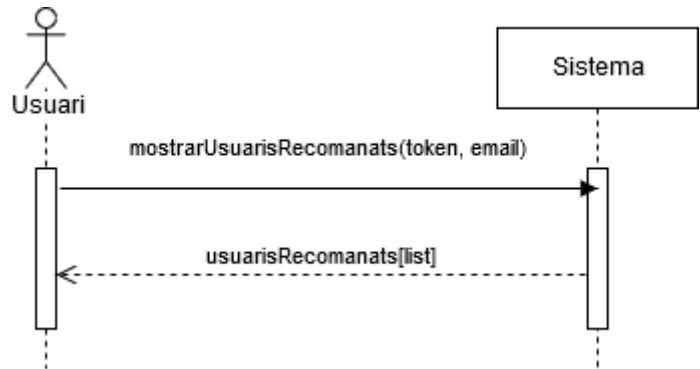 Usuari
Sistema
mostrarUsuarisRecomanats(token, email)
usuarisRecomanats[list]